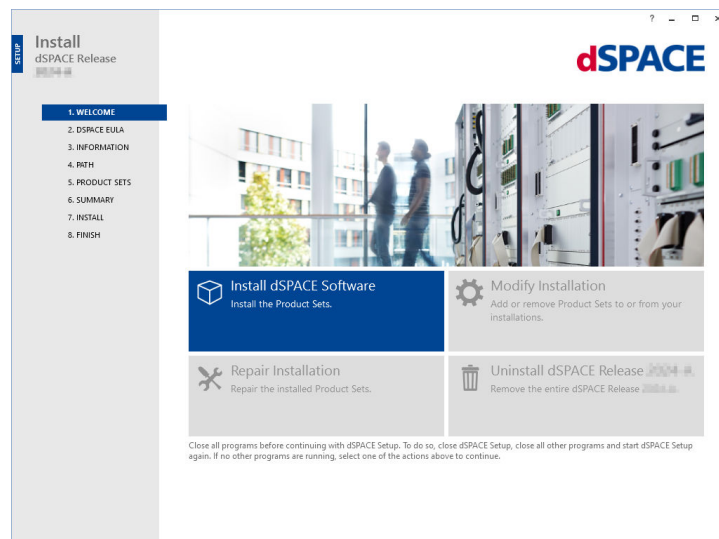 ?
SETUP
Install
dSPACE Release
dSPACE
1. WELCOME
2. DSPACE EULA
3. INFORMATION
4. PATH
5. PRODUCT SETS
6. SUMMARY
7. INSTALL
8. FINISH
Install dSPACE Software
Install the Product Sets.
Modify Installation
Add or remove Product Sets to or from your
installations.
Repair Installation
Repair the installed Product Sets.
Uninstall dSPACE Release
Remove the entire dSPACE Release
Close all programs before continuing with dSPACE Setup. To do so, close dSPACE Setup, close all other programs and start dSPACE Setup
again. If no other programs are running, select one of the actions above to continue.